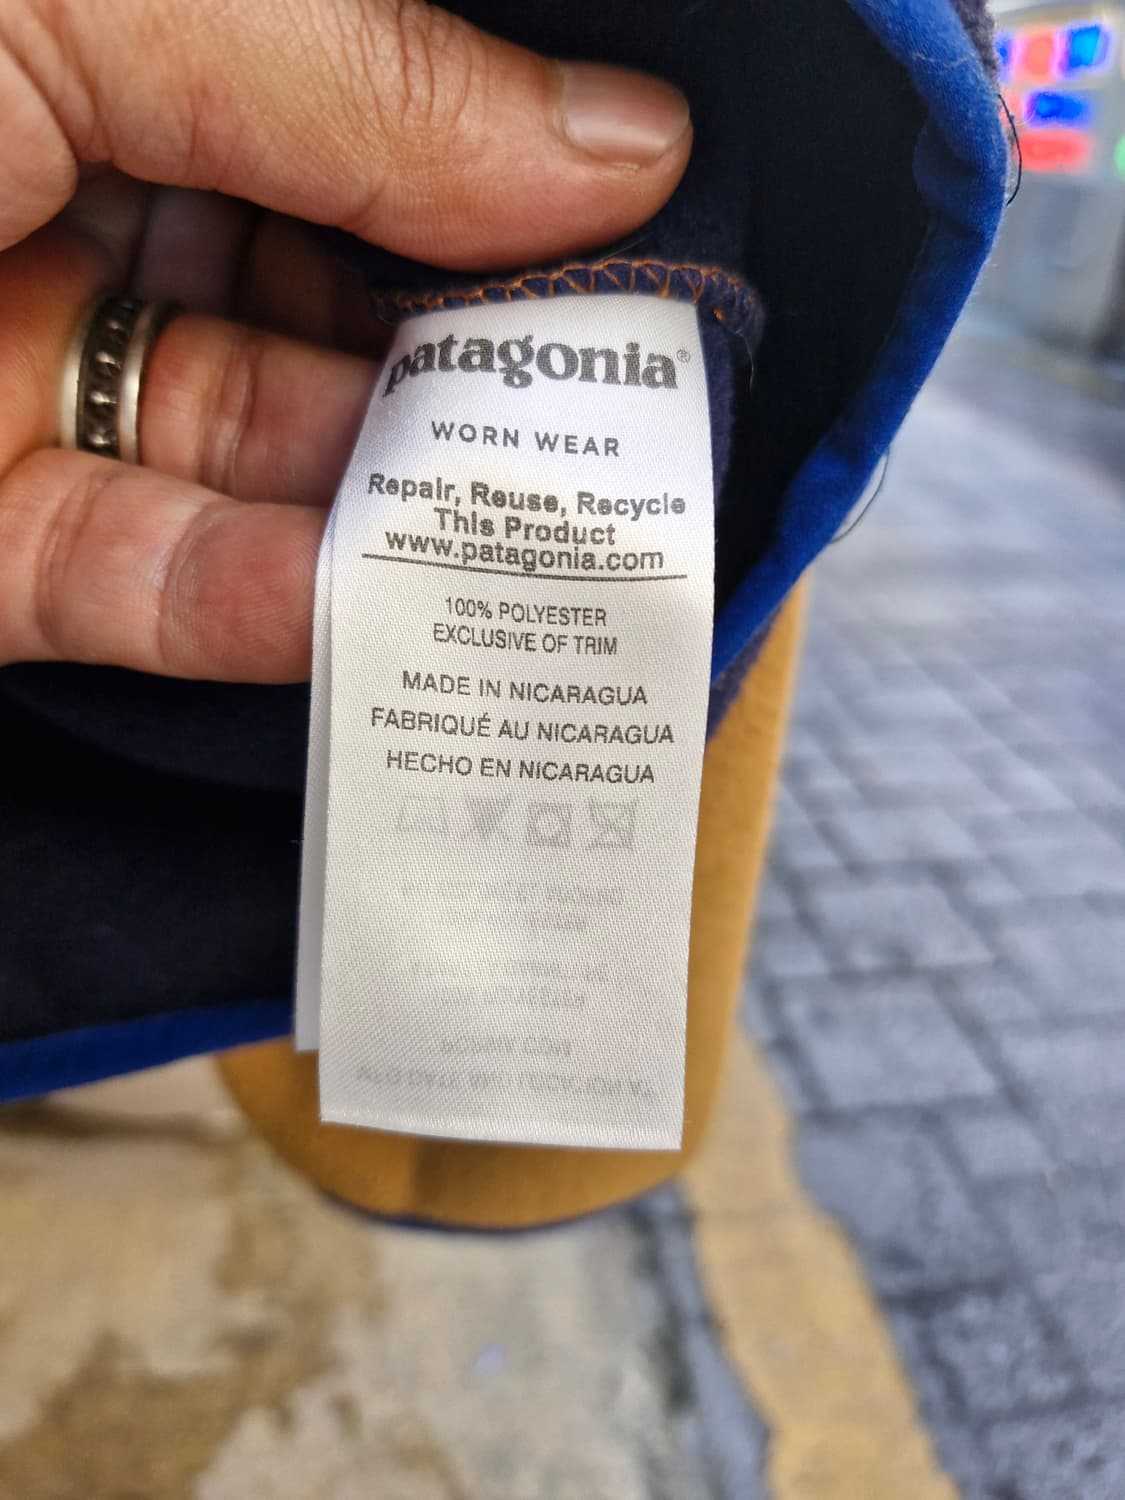 patagonia®
WORN WEAR
Repair, Reuse, Recycle
This Product
www.patagonia.com
100% POLYESTER
EXCLUSIVE OF TRIM
MADE IN NICARAGUA
FABRIQUÉ AU NICARAGUA
HECHO EN NICARAGUA